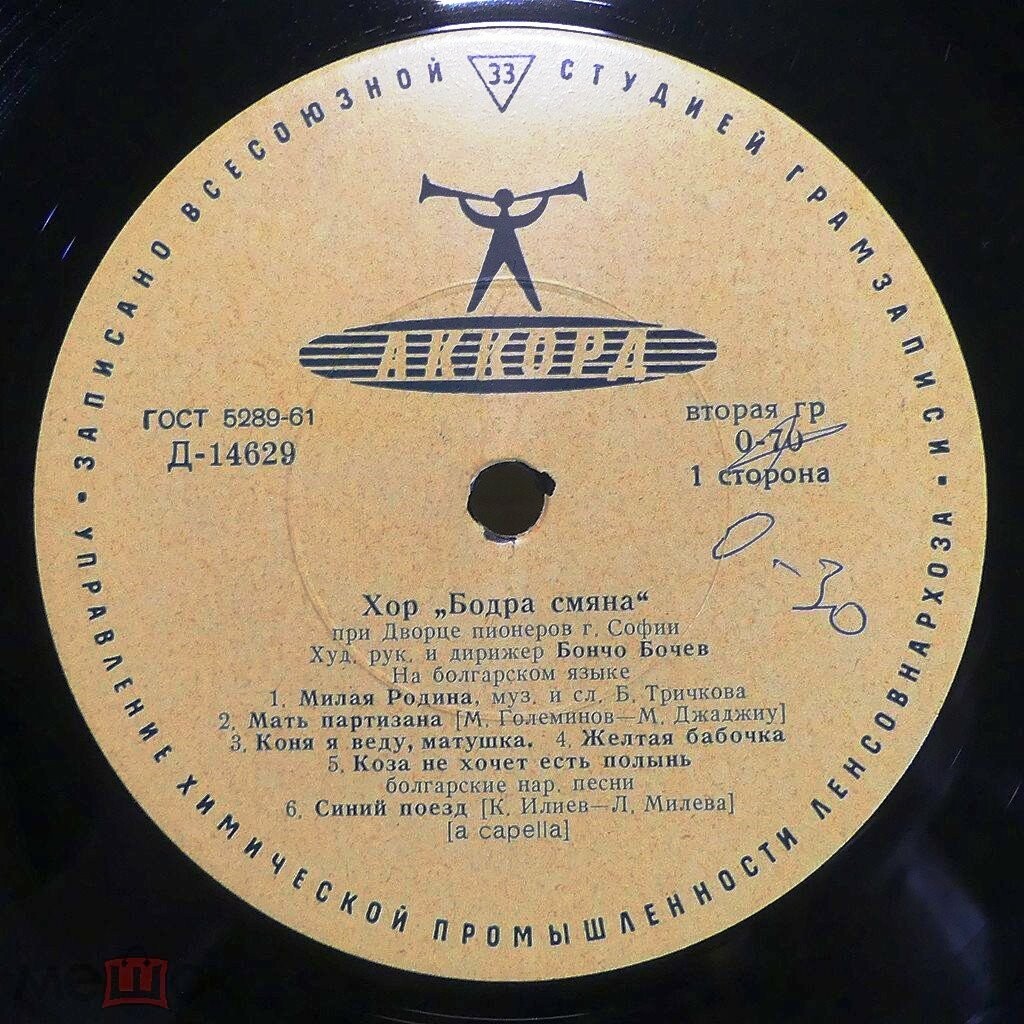 ЗАПИСАНО ВСЕСОЮЗНОЙ 33 СТУДИЕЙ ГРАМЗАПИСИ
АККОРД
ГОСТ 5289-61
Д-14629
вторая гр
0-70
1 сторона
0-30
Хор „Бодра смяна“
при Дворце пионеров г. Софии
Худ. рук. и дирижер Бончо Бочев
На болгарском языке
1. Милая Родина, муз. и сл. Б. Тричкова
2. Мать партизана [М. Големинов—М. Джаджиу]
3. Коня я веду, матушка. 4. Желтая бабочка
5. Коза не хочет есть полынь
болгарские нар. песни
6. Синий поезд [К. Илиев—Л. Милева]
[a capella]
УПРАВЛЕНИЕ ХИМИЧЕСКОЙ ПРОМЫШЛЕННОСТИ ЛЕНСОВНАРХОЗА
мешок